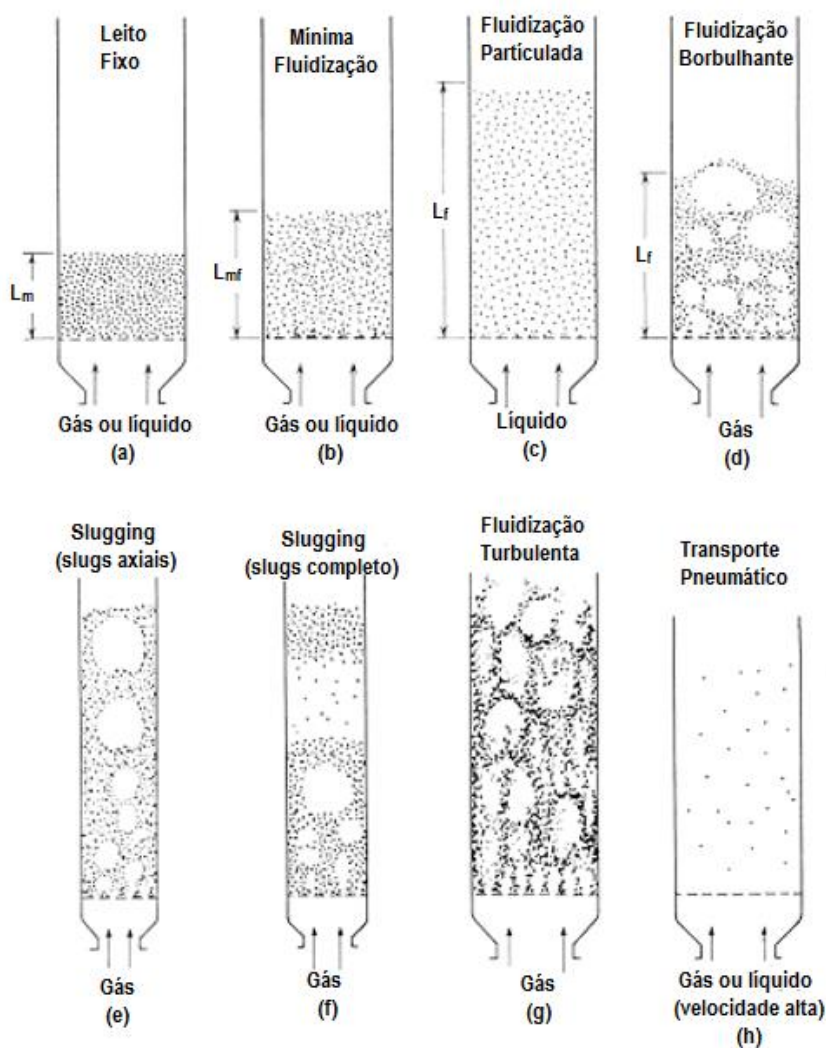 Leito
Fixo
Lm
Gás ou líquido
(a)
Mínima
Fluidização
Lmf
Gás ou líquido
(b)
Fluidização
Partículada
Lf
Líquido
(c)
Fluidização
Borbulhante
Lf
Gás
(d)
Slugging
(slugs axiais)
Gás
(e)
Slugging
(slugs completo)
Gás
(f)
Fluidização
Turbulenta
Gás
(g)
Transporte
Pneumático
Gás ou líquido
(velocidade alta)
(h)